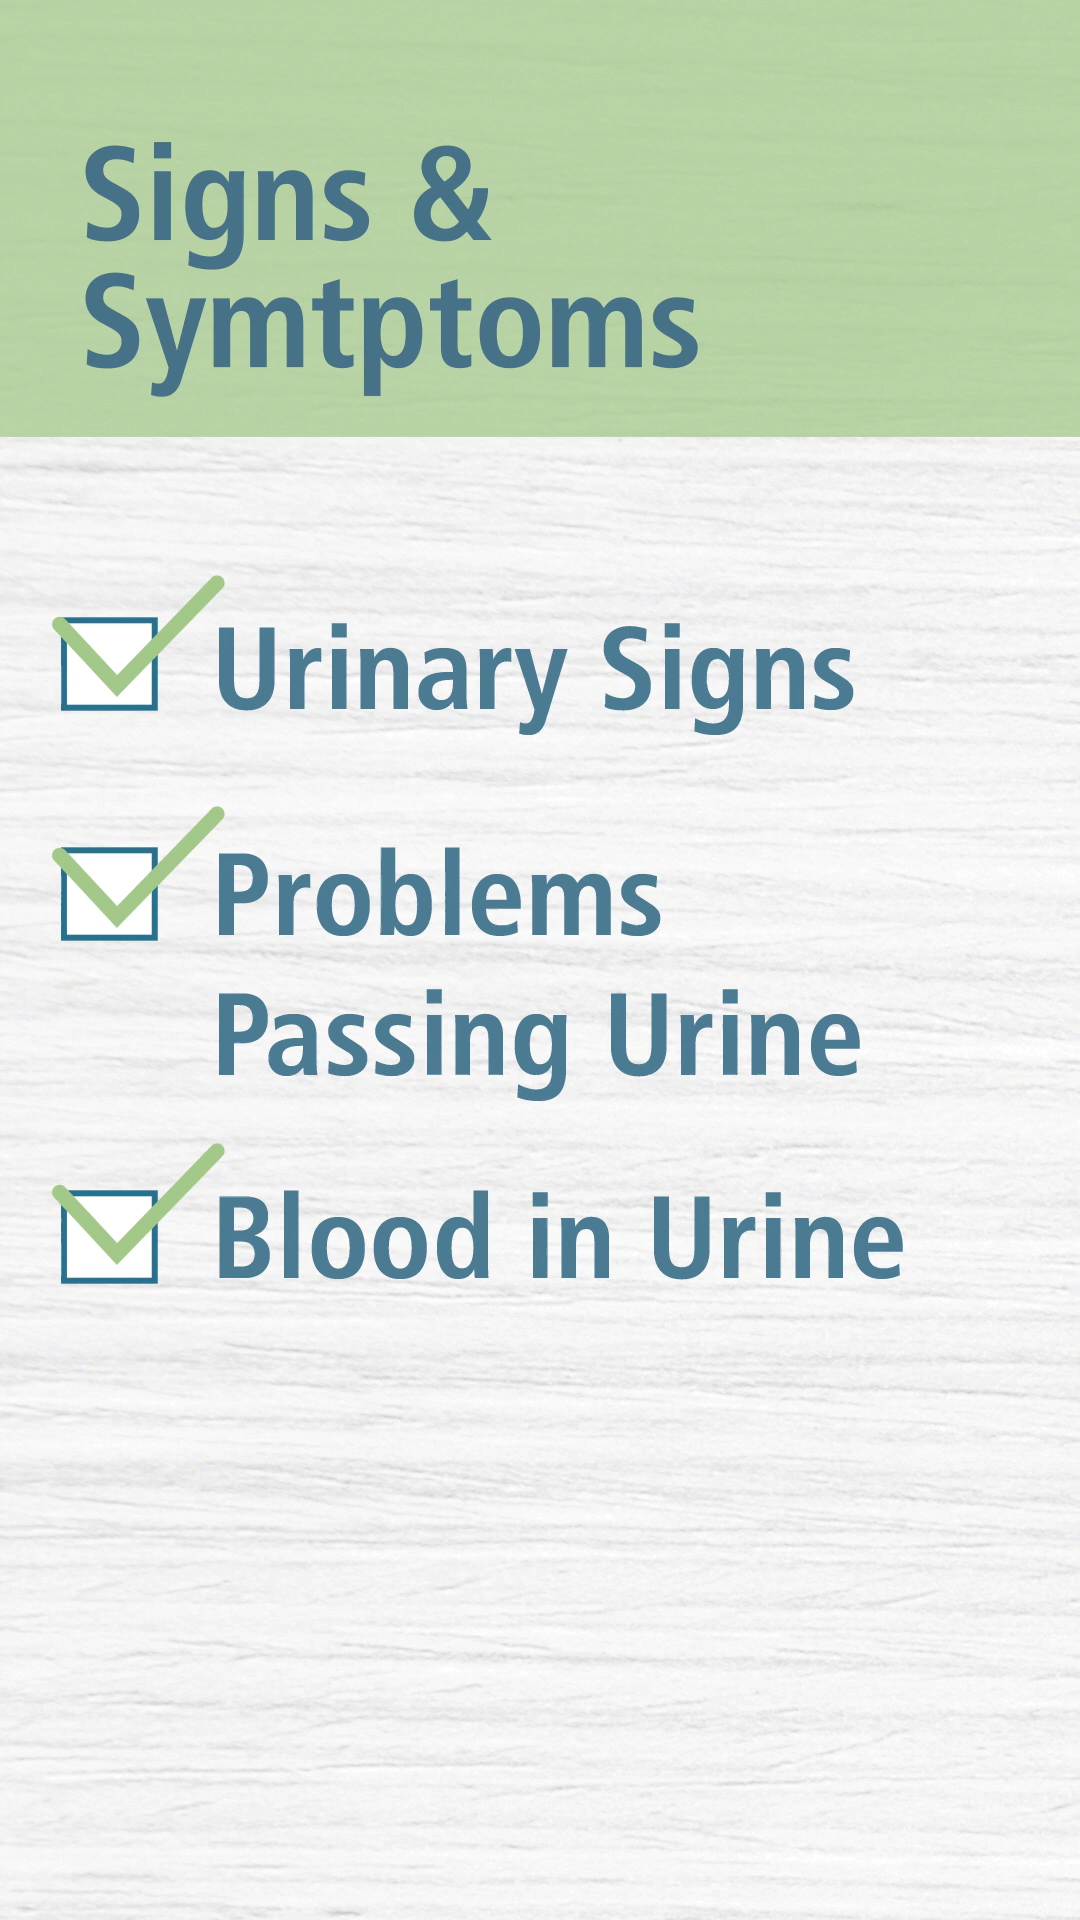 Signs &
Symtptoms
Urinary Signs
Problems
Passing Urine
Blood in Urine